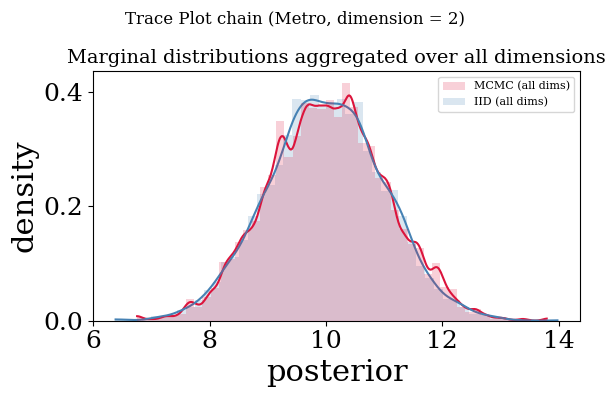 Trace Plot chain (Metro, dimension = 2)
Marginal distributions aggregated over all dimensions
MCMC (all dims)
IID (all dims)
density
0.4
0.2
0.0
6 8 10 12 14
posterior